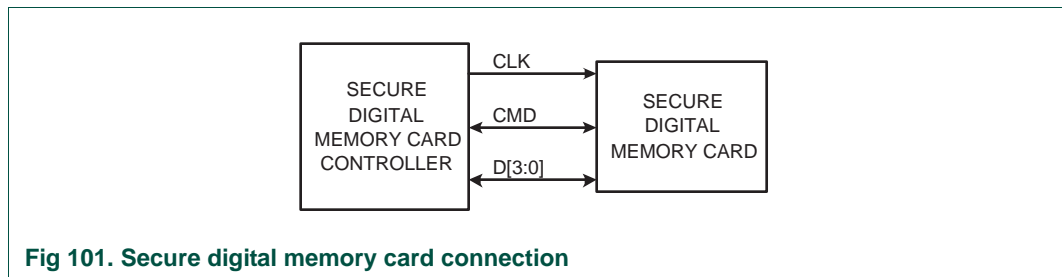 SECURE
DIGITAL
MEMORY CARD
CONTROLLER
CLK
CMD
D[3:0]
SECURE
DIGITAL
MEMORY CARD
Fig 101. Secure digital memory card connection